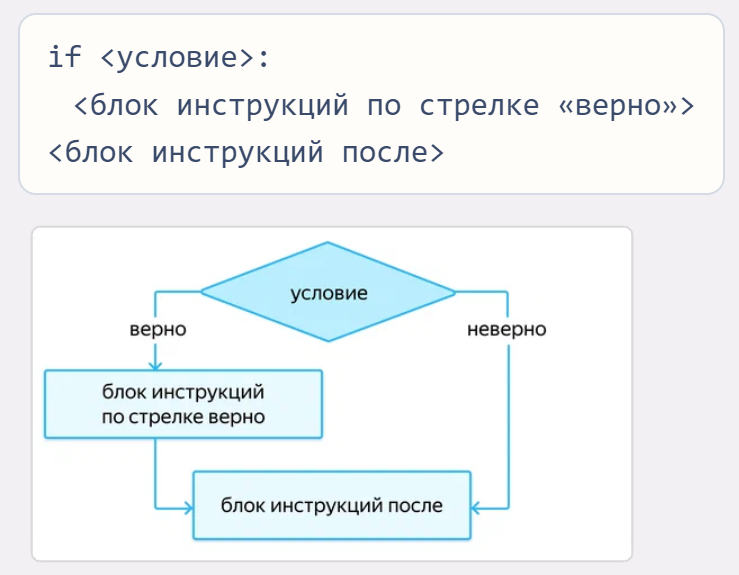 if <условие>:
<блок инструкций по стрелке «верно»>
<блок инструкций после>
условие
верно
неверно
блок инструкций
по стрелке верно
блок инструкций после